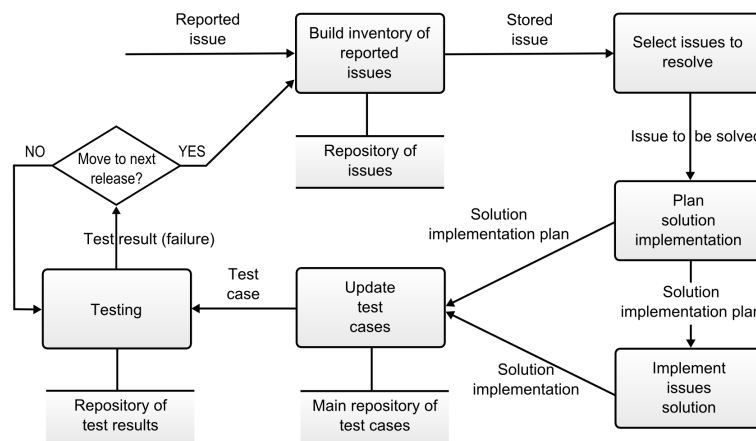 Reported
issue
Build inventory of
reported
issues
Stored
issue
Select issues to
resolve
Issue to be solved
Repository of
issues
NO
Move to next
release?
YES
Test result (failure)
Plan
solution
implementation
Solution
implementation plan
Solution
implementation plan
Testing
Test
case
Update
test
cases
Solution
implementation
Implement
issues
solution
Repository of
test results
Main repository of
test cases